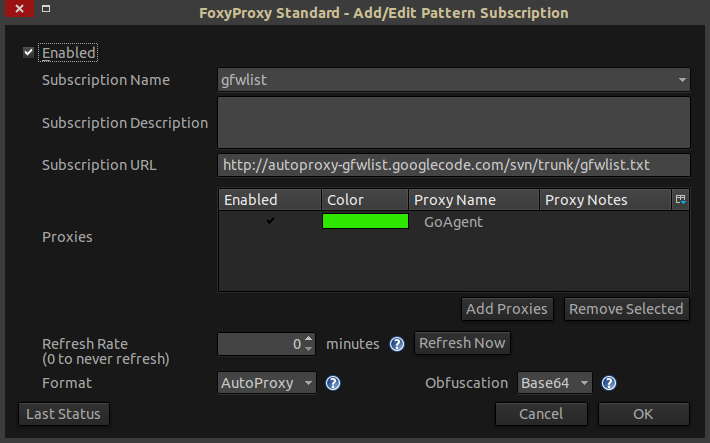 FoxyProxy Standard - Add/Edit Pattern Subscription
Enabled
Subscription Name gfwlist
Subscription Description
Subscription URL http://autoproxy-gfwlist.googlecode.com/svn/trunk/gfwlist.txt
Enabled Color Proxy Name Proxy Notes
GoAgent
Proxies
Add Proxies Remove Selected
Refresh Rate 0 minutes ? Refresh Now
(0 to never refresh)
Format AutoProxy ? Obfuscation Base64 ?
Last Status Cancel OK